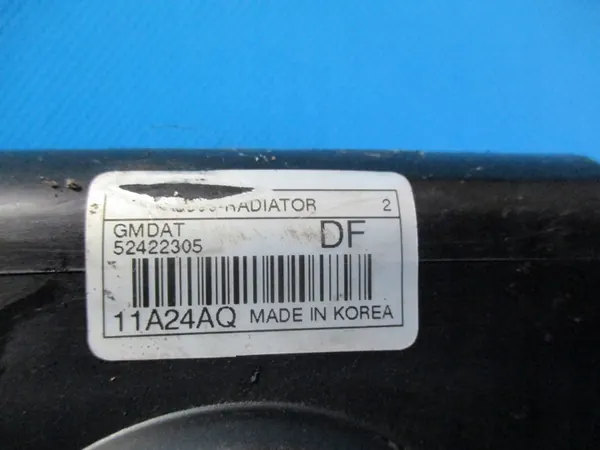 RADIATOR 2
GMDAT DF
52422305
11A24AQ MADE IN KOREA